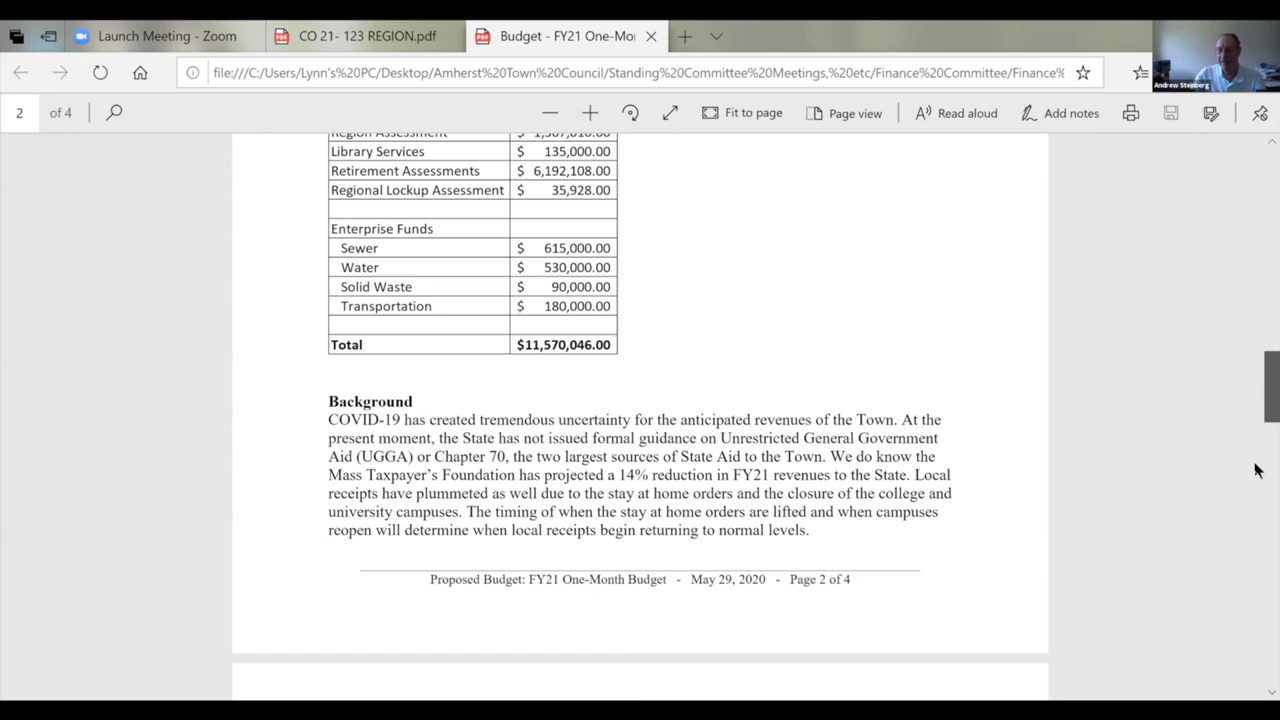 Launch Meeting - Zoom
CO 21- 123 REGION.pdf
Budget - FY21 One-Mo
Andrew Steinberg
file:///C:/Users/Lynn's%20PC/Desktop/Amherst%20Town%20Council/Standing%20Committee%20Meetings,%20etc/Finance%20Committee/Finance%
2 of 4
Fit to page
Page view
Read aloud
Add notes
Region Assessment $
Library Services $ 135,000.00
Retirement Assessments $ 6,192,108.00
Regional Lockup Assessment $ 35,928.00
Enterprise Funds
Sewer $ 615,000.00
Water $ 530,000.00
Solid Waste $ 90,000.00
Transportation $ 180,000.00
Total $11,570,046.00
Background
COVID-19 has created tremendous uncertainty for the anticipated revenues of the Town. At the
present moment, the State has not issued formal guidance on Unrestricted General Government
Aid (UGGA) or Chapter 70, the two largest sources of State Aid to the Town. We do know the
Mass Taxpayer's Foundation has projected a 14% reduction in FY21 revenues to the State. Local
receipts have plummeted as well due to the stay at home orders and the closure of the college and
university campuses. The timing of when the stay at home orders are lifted and when campuses
reopen will determine when local receipts begin returning to normal levels.
Proposed Budget: FY21 One-Month Budget - May 29, 2020 - Page 2 of 4